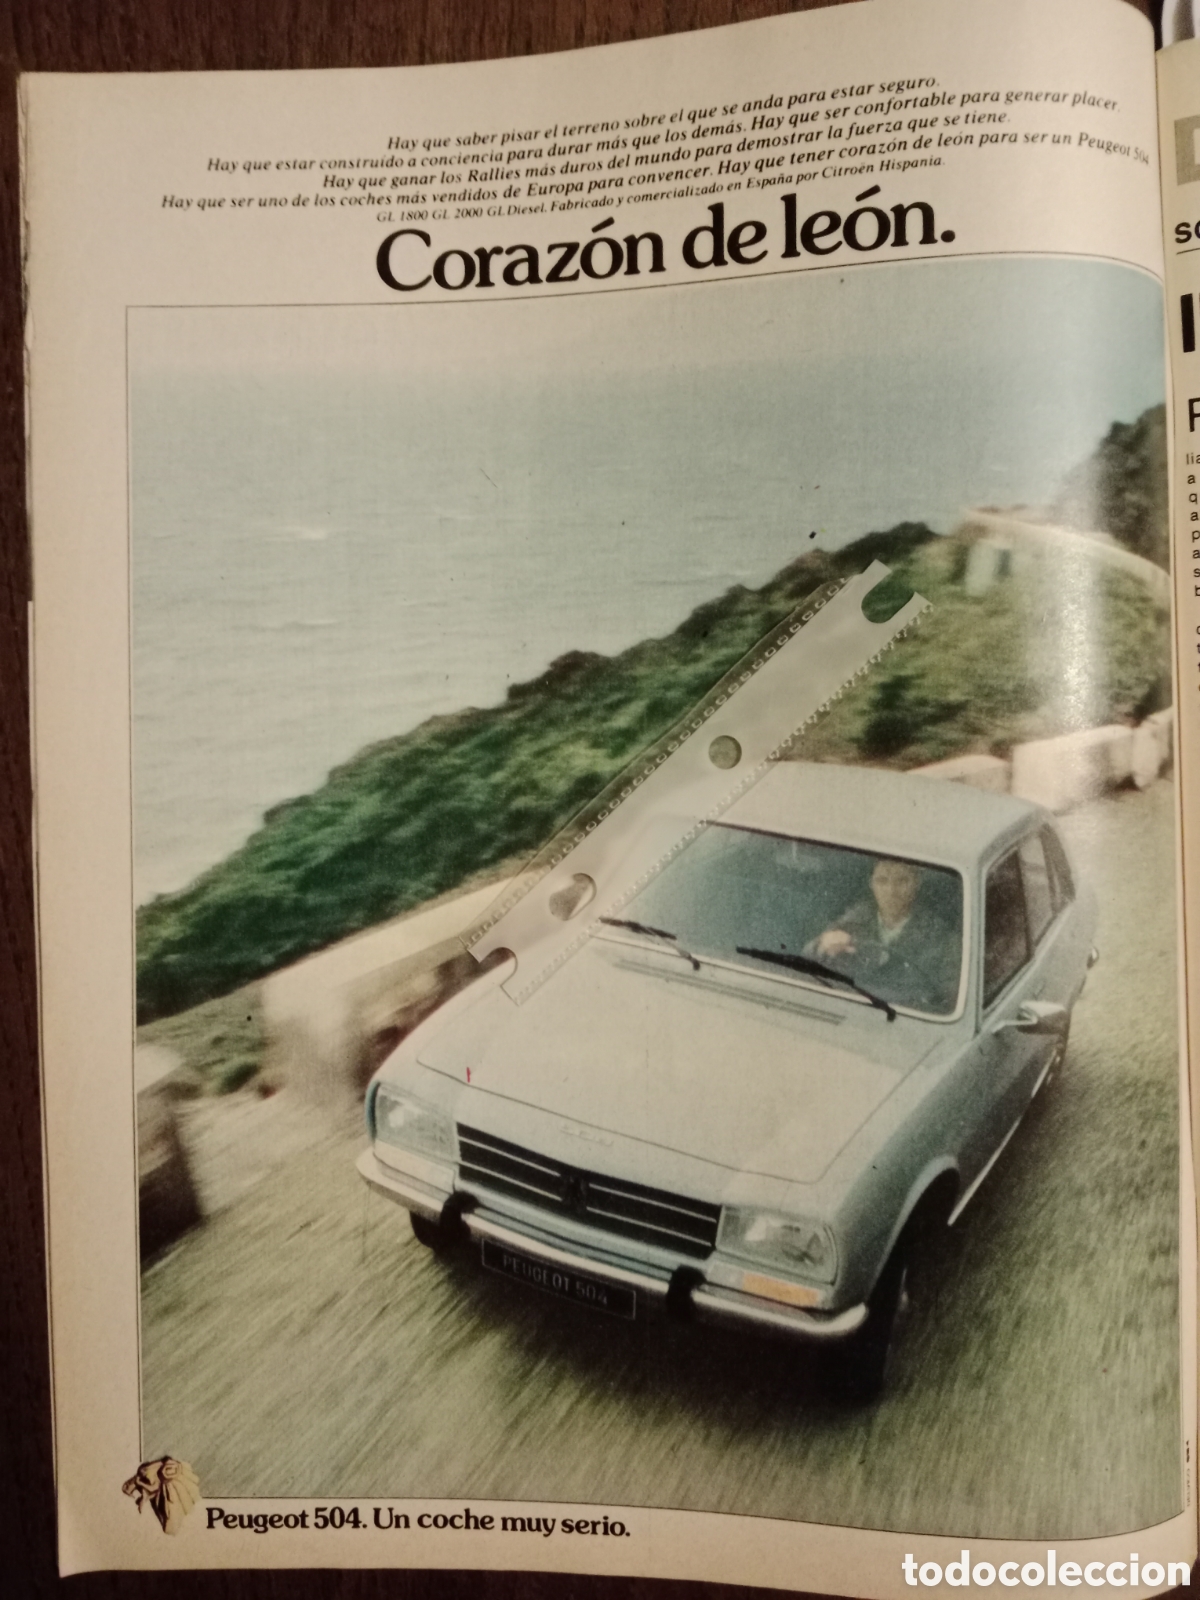 Hay que saber pisar el terreno sobre el que se anda para estar seguro.
Hay que estar construido a conciencia para durar más que los demás. Hay que ser confortable para generar placer.
Hay que ganar los Rallies más duros del mundo para demostrar la fuerza que se tiene.
Hay que ser uno de los coches más vendidos de Europa para convencer. Hay que tener corazón de león para ser un Peugeot 504
GL 1800 GL 2000 GL Diesel. Fabricado y comercializado en España por Citroën Hispania.
Corazón de león.
PEUGEOT 504
Peugeot 504. Un coche muy serio.
todocoleccion